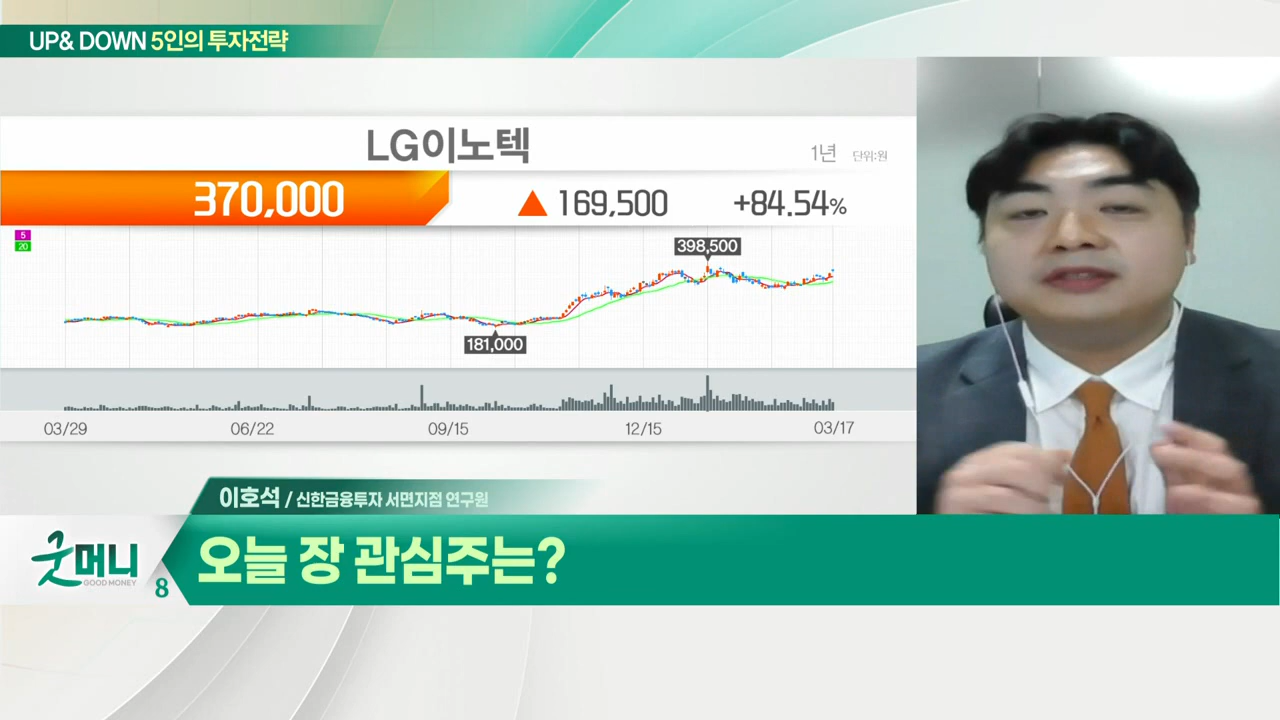 UP& DOWN 5인의 투자전략
LG이노텍
1년 단위:원
370,000 ▲ 169,500 +84.54%
5
20
398,500
181,000
03/29 06/22 09/15 12/15 03/17
이호석 / 신한금융투자 서면지점 연구원
굿머니
GOOD MONEY
8
오늘 장 관심주는?